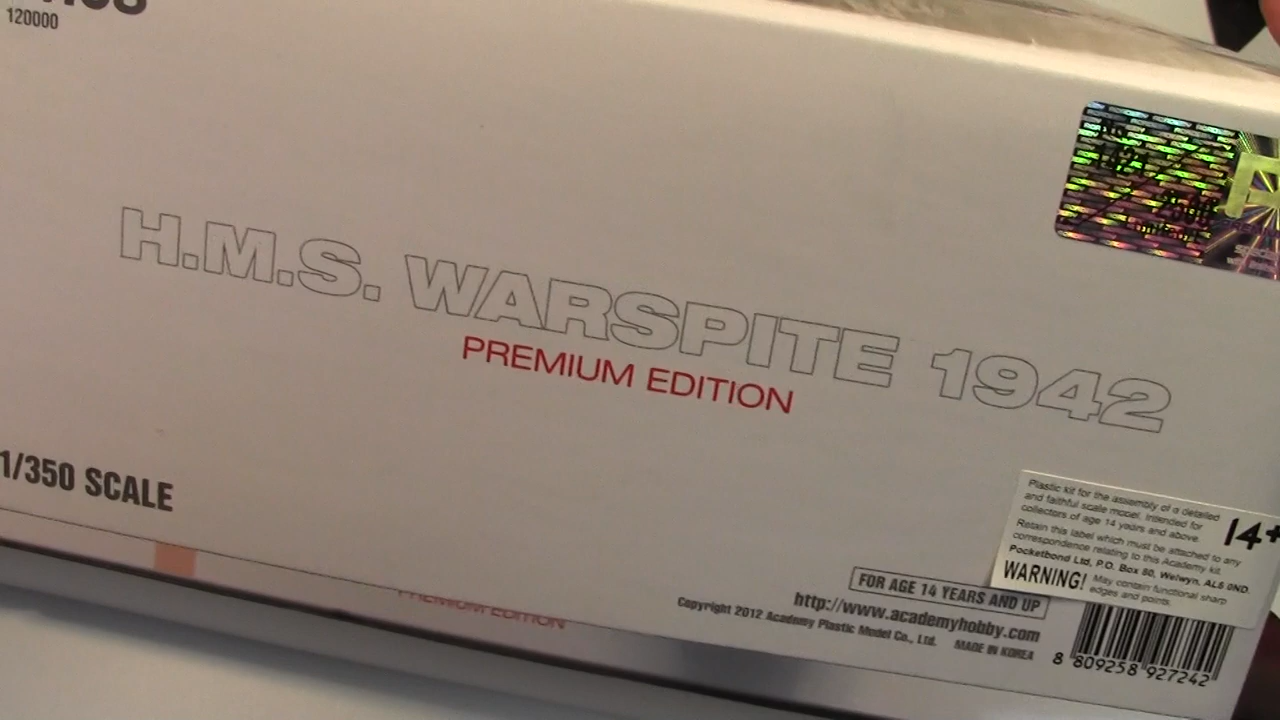 120000
H.M.S. WARSPITE 1942
PREMIUM EDITION
1/350 SCALE
Plastic kit for the assembly of a detailed
and faithful scale model. Intended for
collectors of age 14 years and above.
14+
Retain this label which must be attached to any
correspondence relating to this Academy kit.
Pocketbond Ltd, P.O. Box 80, Welwyn, AL6 0ND.
WARNING! May contain functional sharp
edges and points.
FOR AGE 14 YEARS AND UP
http://www.academyhobby.com
Copyright 2012 Academy Plastic Model Co., Ltd. MADE IN KOREA
8 809258 927242
PREMIUM EDITION